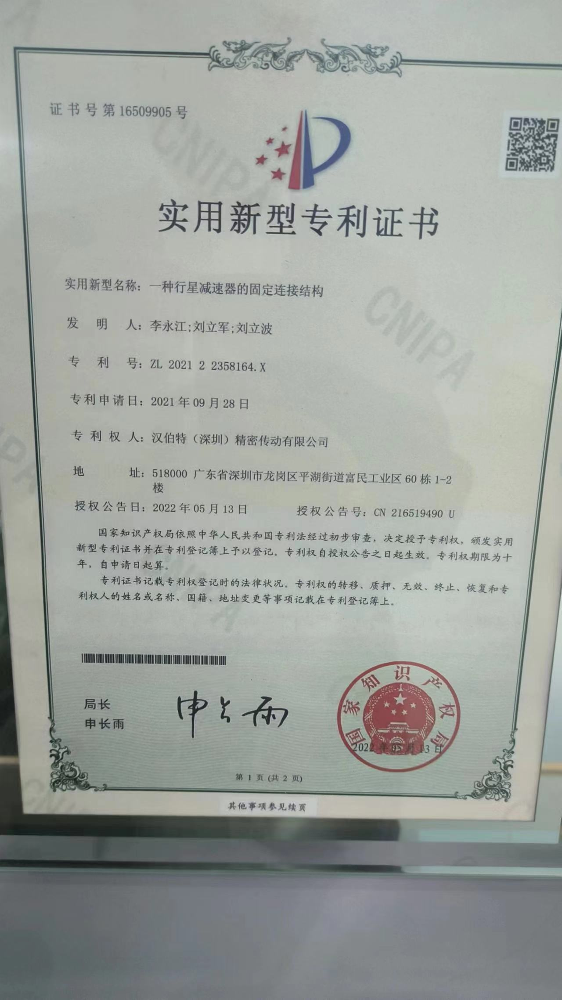 证书号第16509905号
实用新型专利证书
实用新型名称：一种行星减速器的固定连接结构
发明人：李永江;刘立军;刘立波
专利号：ZL 2021 2 2358164.X
专利申请日：2021年09月28日
专利权人：汉伯特（深圳）精密传动有限公司
地址：518000 广东省深圳市龙岗区平湖街道富民工业区60栋1-2
楼
授权公告日：2022年05月13日 授权公告号：CN 216519490 U
国家知识产权局依照中华人民共和国专利法经过初步审查，决定授予专利权，颁发实用
新型专利证书并在专利登记簿上予以登记。专利权自授权公告之日起生效。专利权期限为十
年，自申请日起算。
专利证书记载专利权登记时的法律状况。专利权的转移、质押、无效、终止、恢复和专
利权人的姓名或名称、国籍、地址变更等事项记载在专利登记簿上。
局长
申长雨
申长雨
国家知识产权局
2022年05月13日
第 1 页 (共 2 页)
其他事项参见续页
CNIPA
CNIPA